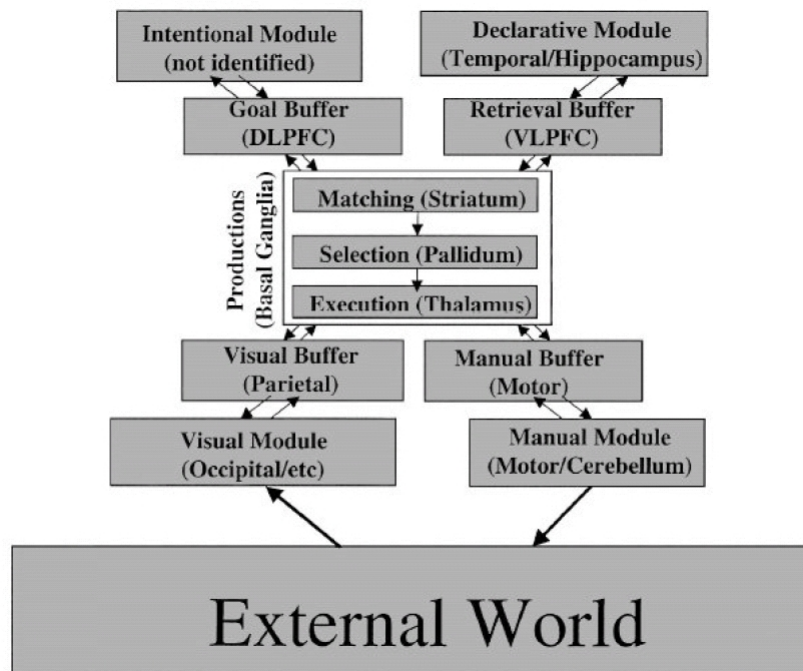 Intentional Module
(not identified)
Declarative Module
(Temporal/Hippocampus)
Goal Buffer
(DLPFC)
Retrieval Buffer
(VLPFC)
Productions
(Basal Ganglia)
Matching (Striatum)
Selection (Pallidum)
Execution (Thalamus)
Visual Buffer
(Parietal)
Manual Buffer
(Motor)
Visual Module
(Occipital/etc)
Manual Module
(Motor/Cerebellum)
External World